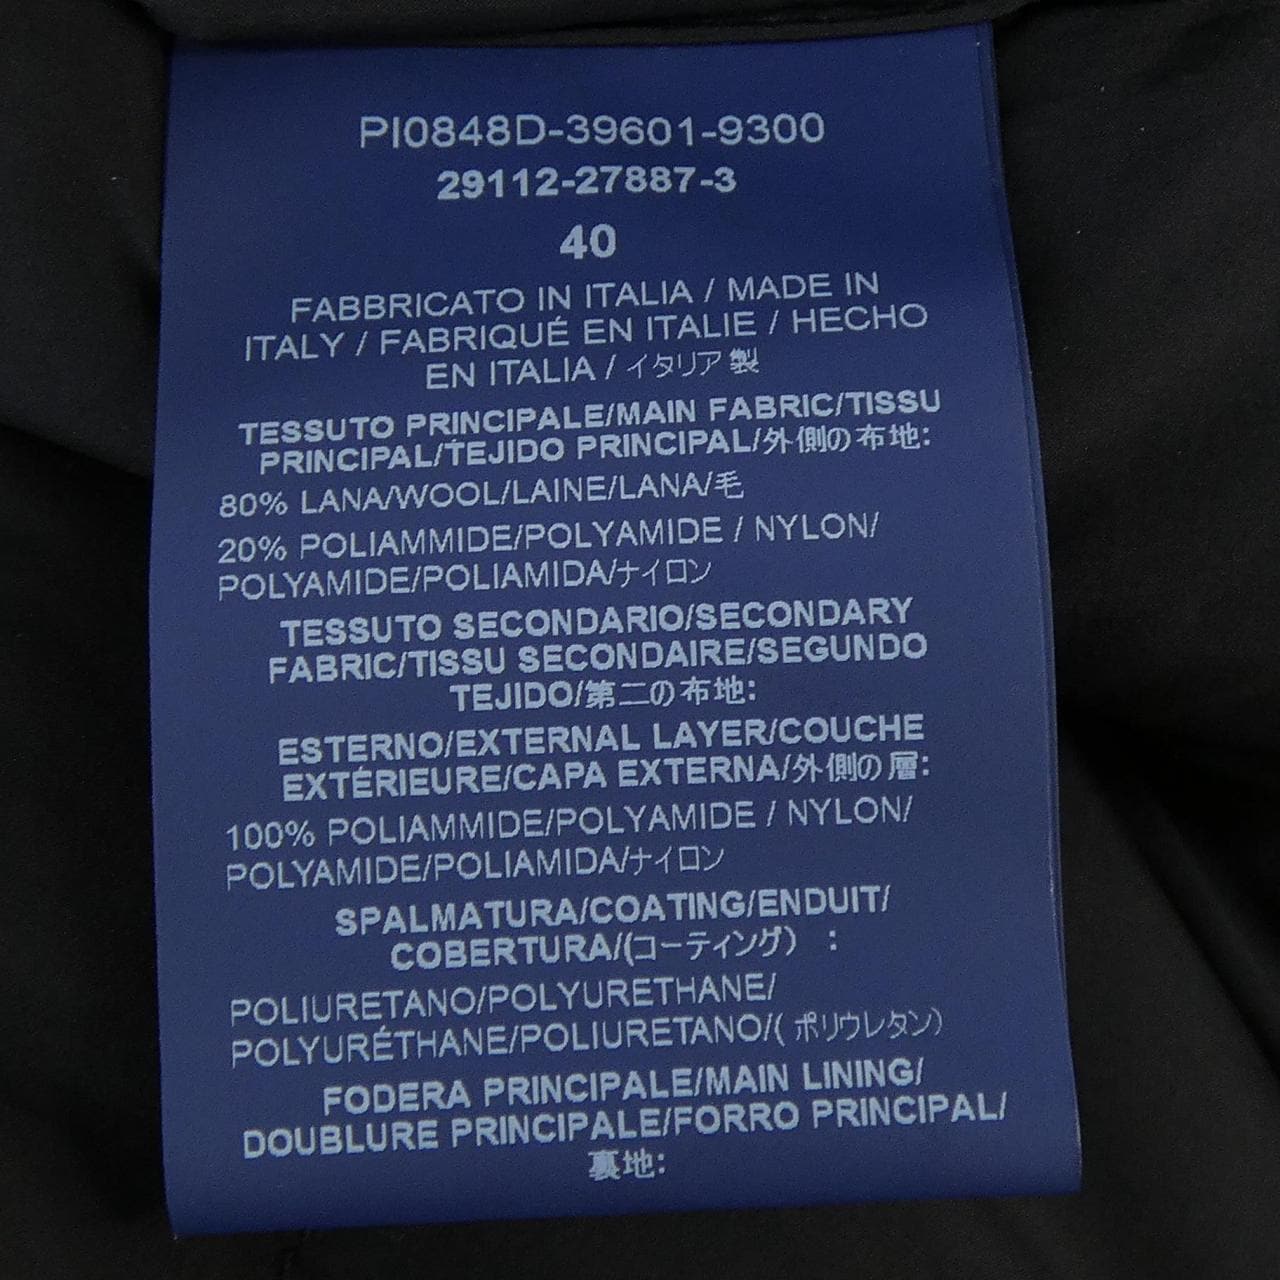 PI0848D-39601-9300
29112-27887-3
40
FABBRICATO IN ITALIA / MADE IN
ITALY / FABRIQUÉ EN ITALIE / HECHO
EN ITALIA / イタリア製
TESSUTO PRINCIPALE/MAIN FABRIC/TISSU
PRINCIPAL/TEJIDO PRINCIPAL/外側の布地:
80% LANA/WOOL/LAINE/LANA/毛
20% POLIAMMIDE/POLYAMIDE / NYLON/
POLYAMIDE/POLIAMIDA/ナイロン
TESSUTO SECONDARIO/SECONDARY
FABRIC/TISSU SECONDAIRE/SEGUNDO
TEJIDO/第二の布地:
ESTERNO/EXTERNAL LAYER/COUCHE
EXTÉRIEURE/CAPA EXTERNA/外側の層:
100% POLIAMMIDE/POLYAMIDE / NYLON/
POLYAMIDE/POLIAMIDA/ナイロン
SPALMATURA/COATING/ENDUIT/
COBERTURA/(コーティング） :
POLIURETANO/POLYURETHANE/
POLYURÉTHANE/POLIURETANO/( ポリウレタン）
FODERA PRINCIPALE/MAIN LINING/
DOUBLURE PRINCIPALE/FORRO PRINCIPAL/
裏地: